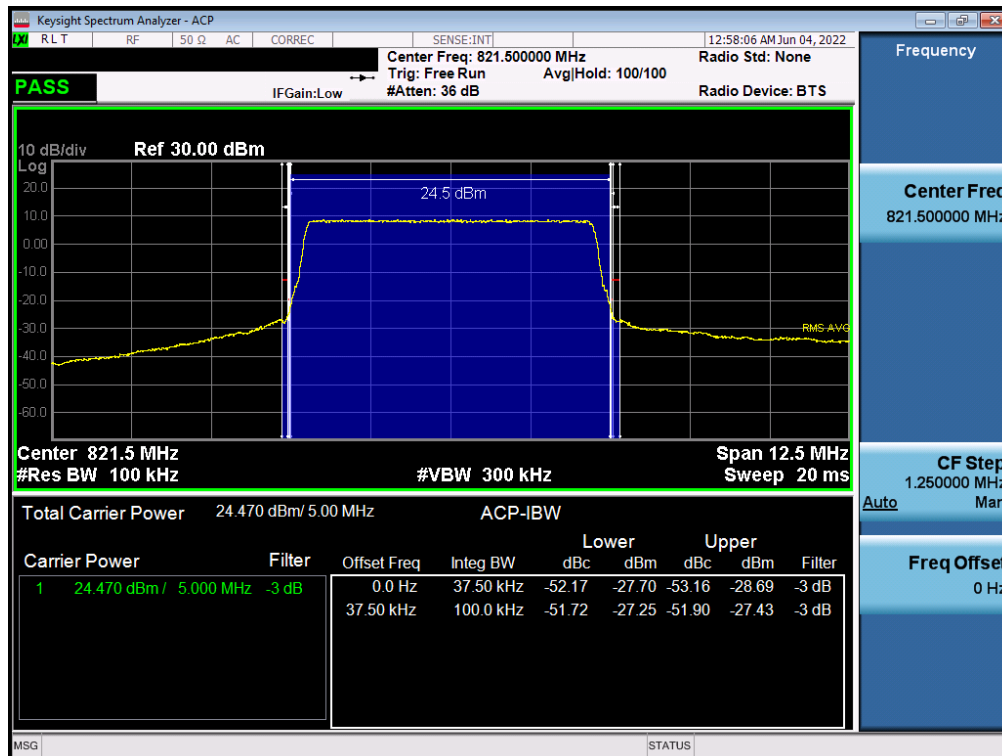 Keysight Spectrum Analyzer - ACP
LXI RLT RF 50 Ω AC CORREC SENSE:INT 12:58:06 AM Jun 04, 2022
Center Freq: 821.500000 MHz Radio Std: None
Trig: Free Run Avg|Hold: 100/100
PASS IFGain:Low #Atten: 36 dB Radio Device: BTS
10 dB/div Ref 30.00 dBm
Log
20.0
24.5 dBm
10.0
0.00
-10.0
-20.0
-30.0
RMS AVG
-40.0
-50.0
-60.0
Center 821.5 MHz Span 12.5 MHz
#Res BW 100 kHz #VBW 300 kHz Sweep 20 ms
Total Carrier Power 24.470 dBm/ 5.00 MHz ACP-IBW
Lower Upper
Carrier Power Filter Offset Freq Integ BW dBc dBm dBc dBm Filter
1 24.470 dBm / 5.000 MHz -3 dB 0.0 Hz 37.50 kHz -52.17 -27.70 -53.16 -28.69 -3 dB
37.50 kHz 100.0 kHz -51.72 -27.25 -51.90 -27.43 -3 dB
MSG STATUS
Frequency
Center Freq
821.500000 MHz
CF Step
1.250000 MHz
Auto Man
Freq Offset
0 Hz